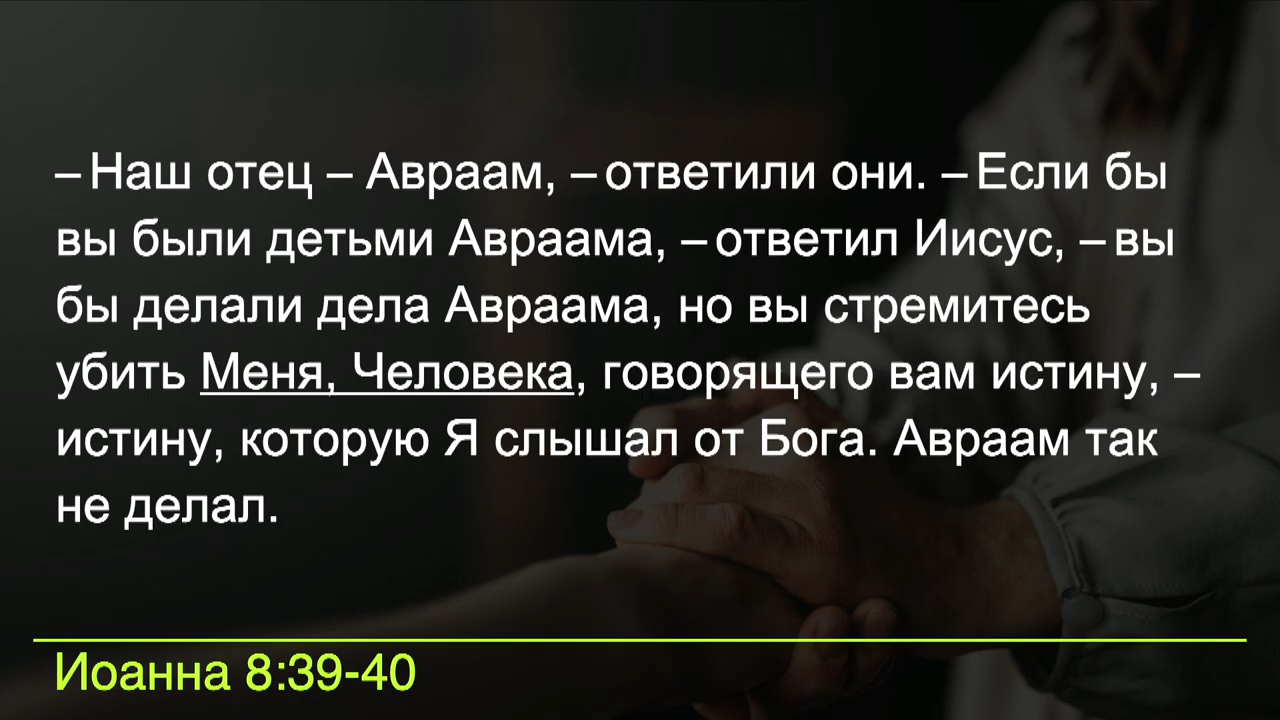 – Наш отец – Авраам, – ответили они. – Если бы
вы были детьми Авраама, – ответил Иисус, – вы
бы делали дела Авраама, но вы стремитесь
убить Меня, Человека, говорящего вам истину, –
истину, которую Я слышал от Бога. Авраам так
не делал.
Иоанна 8:39-40